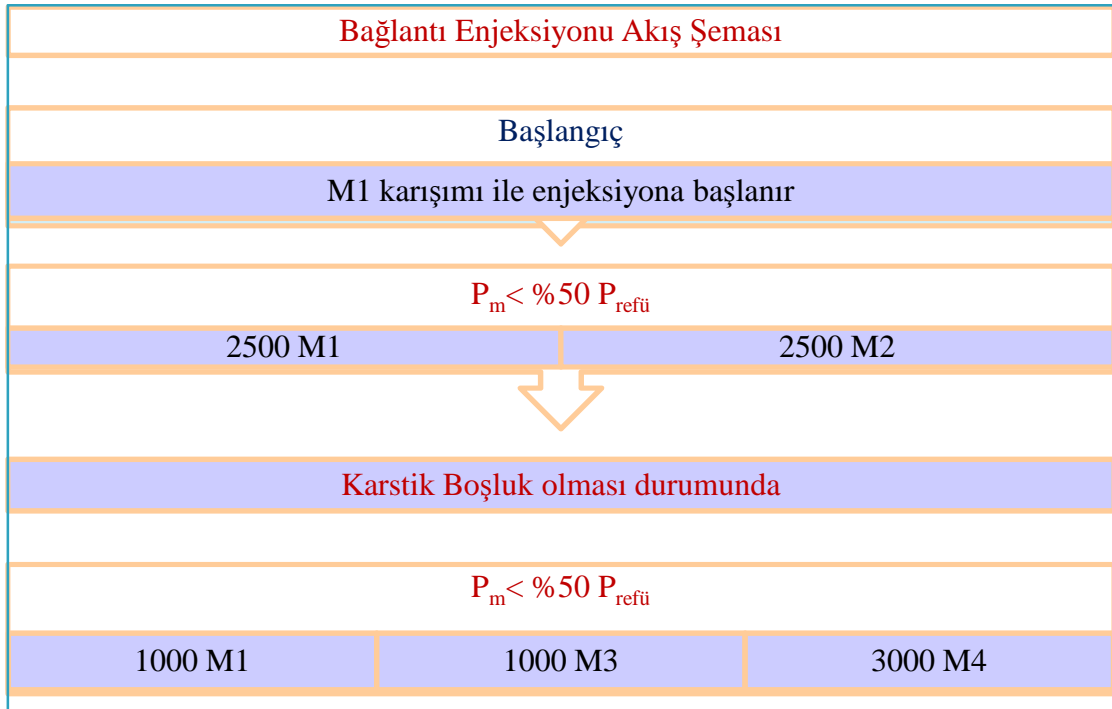 Bağlantı Enjeksiyonu Akış Şeması
Başlangıç
M1 karışımı ile enjeksiyona başlanır
Pm< %50 Prefü
2500 M1 2500 M2
Karstik Boşluk olması durumunda
Pm< %50 Prefü
1000 M1 1000 M3 3000 M4